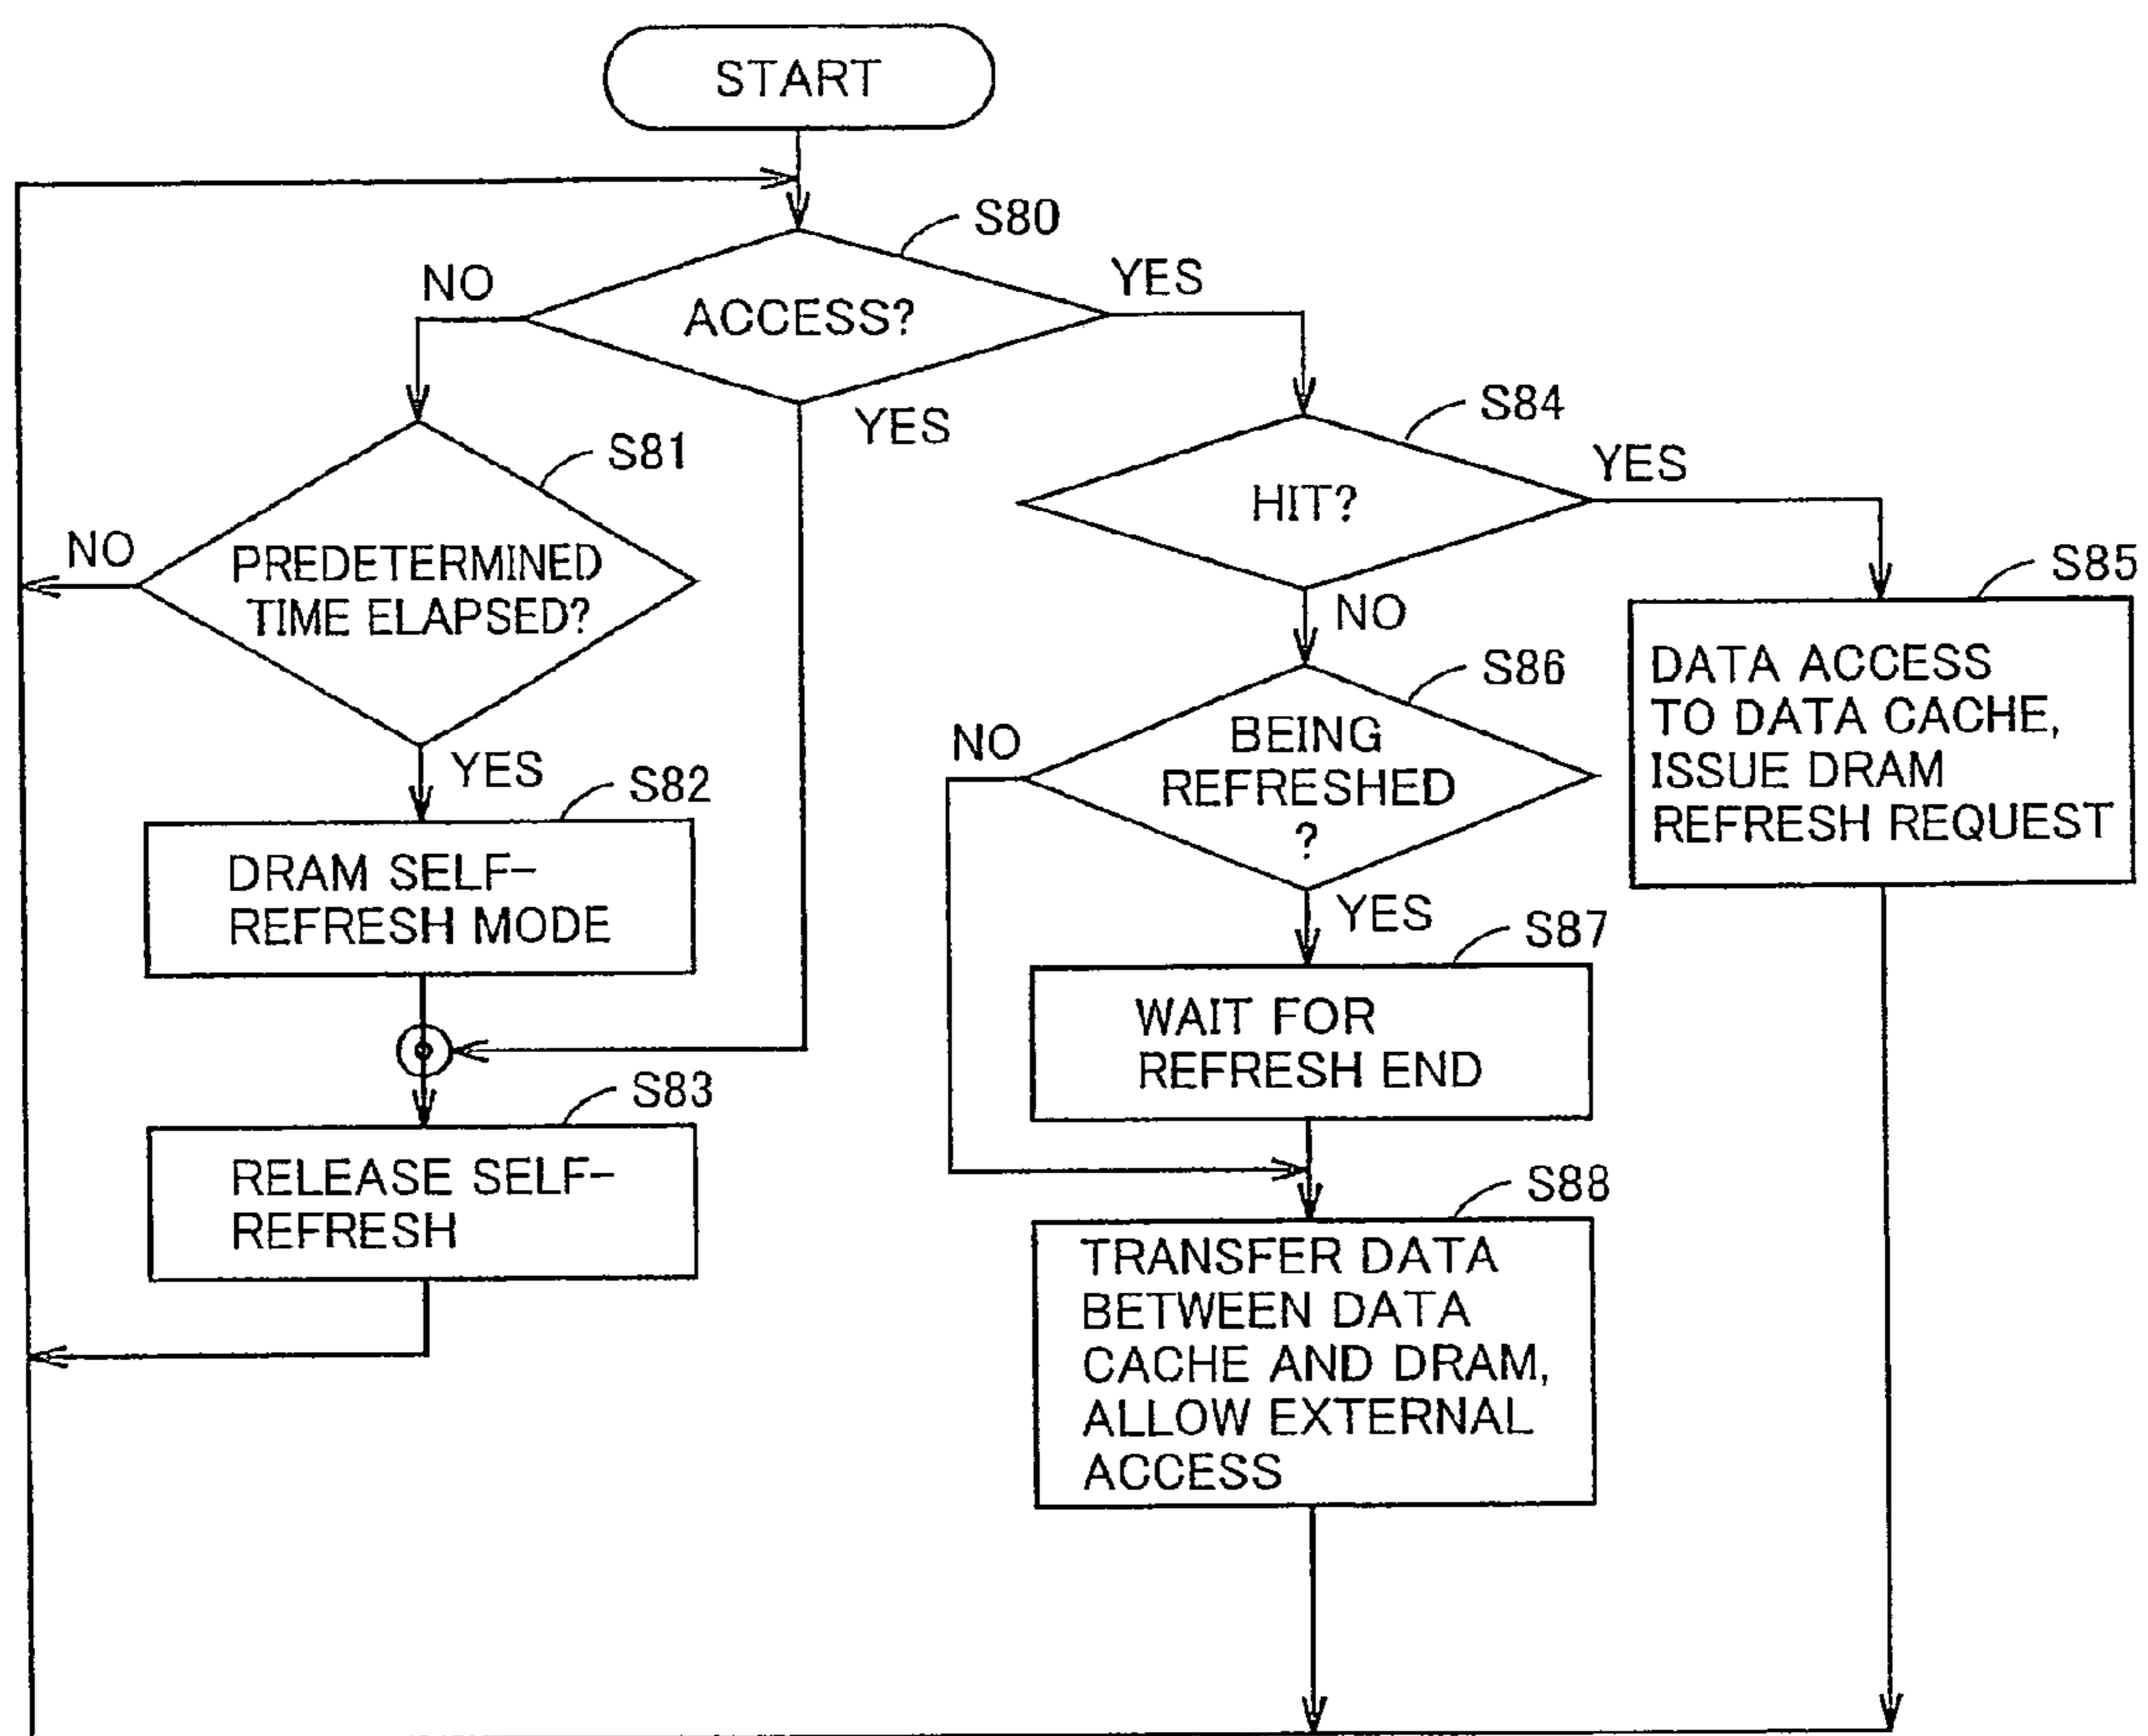 START
S80
NO
YES
ACCESS?
YES
S84
YES
HIT?
S81
NO
PREDETERMINED
TIME ELAPSED?
YES
S82
DRAM SELF-
REFRESH MODE
S83
RELEASE SELF-
REFRESH
NO
S86
NO
BEING
REFRESHED
?
YES
S87
WAIT FOR
REFRESH END
S88
TRANSFER DATA
BETWEEN DATA
CACHE AND DRAM,
ALLOW EXTERNAL
ACCESS
S85
DATA ACCESS
TO DATA CACHE,
ISSUE DRAM
REFRESH REQUEST